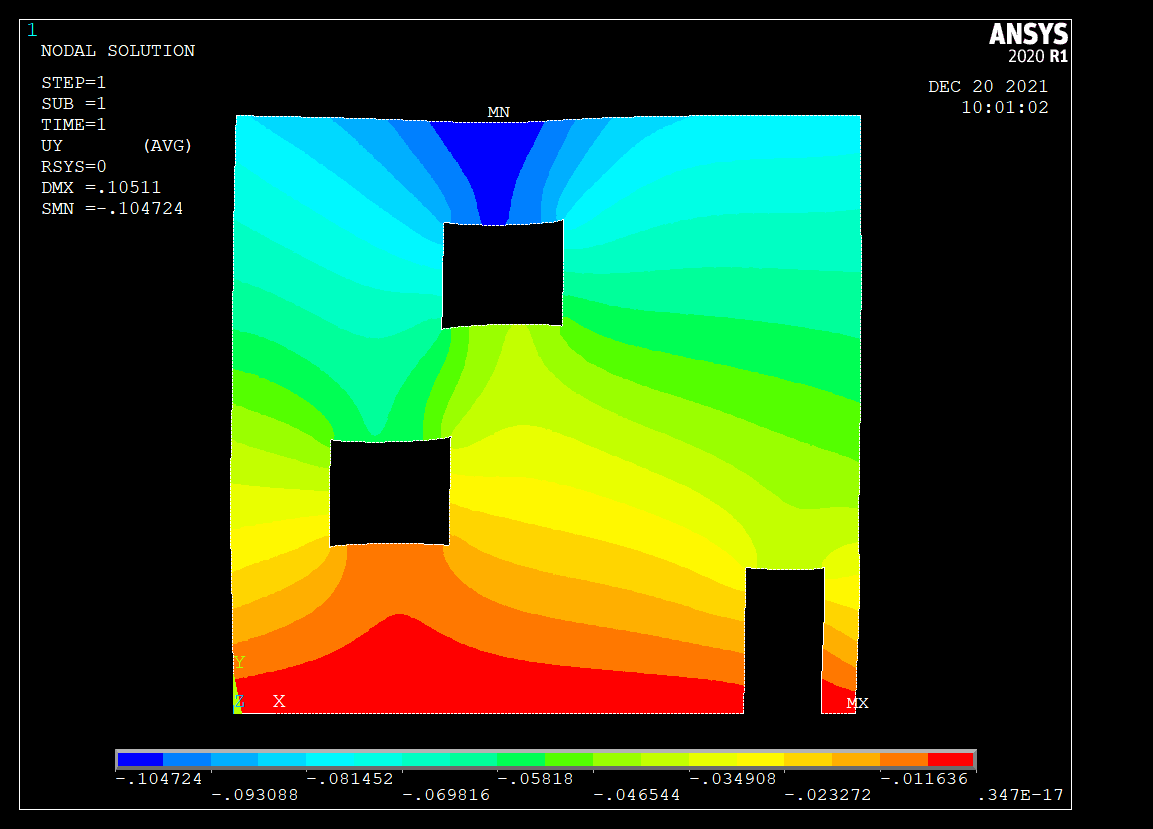 1
NODAL SOLUTION
STEP=1
SUB =1
TIME=1
UY (AVG)
RSYS=0
DMX =.10511
SMN =-.104724
ANSYS
2020 R1
DEC 20 2021
10:01:02
MN
Y
Z X
MX
-.104724 -.081452 -.05818 -.034908 -.011636
-.093088 -.069816 -.046544 -.023272 .347E-17